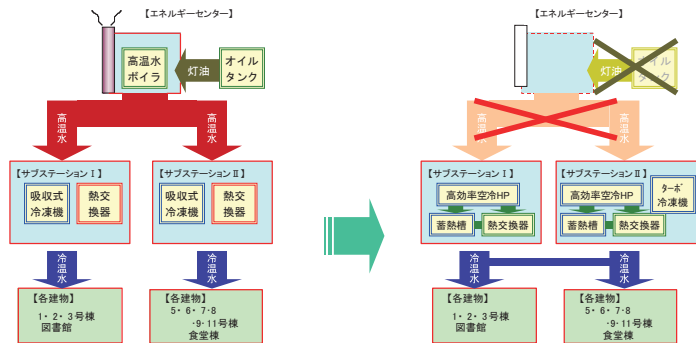 【エネルギーセンター】
高温水
ボイラ
灯油
オイル
タンク
高温水
高温水
【サブステーションⅠ】
吸収式
冷凍機
熱交
換器
【サブステーションⅡ】
吸収式
冷凍機
熱交
換器
冷温水
冷温水
【各建物】
1・2・3号棟
図書館
【各建物】
5・6・7・8
・9・11号棟
食堂棟
【エネルギーセンター】
灯油
オイル
タンク
高温水
高温水
【サブステーションⅠ】
高効率空冷HP
蓄熱槽
熱交換器
【サブステーションⅡ】
高効率空冷HP
ターボ
冷凍機
蓄熱槽
熱交換器
冷温水
冷温水
【各建物】
1・2・3号棟
図書館
【各建物】
5・6・7・8
・9・11号棟
食堂棟